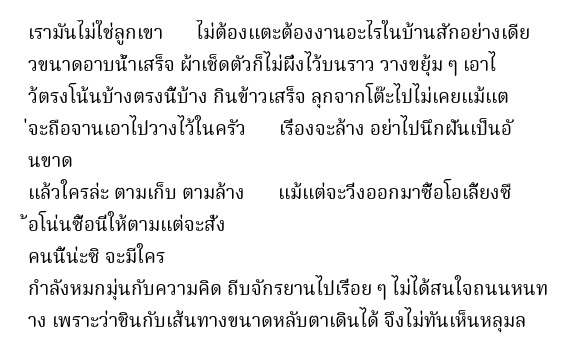 เรามันไม่ใช่ลูกเขา ไม่ต้องแตะต้องงานอะไรในบ้านสักอย่างเดีย
วขนาดอาบน้ำเสร็จ ผ้าเช็ดตัวก็ไม่ผึ่งไว้บนราว วางขยุ้ม ๆ เอาไ
ว้ตรงโน้นบ้างตรงนี้บ้าง กินข้าวเสร็จ ลุกจากโต๊ะไปไม่เคยแม้แต
่จะถือจานเอาไปวางไว้ในครัว เรื่องจะล้าง อย่าไปนึกฝันเป็นอั
นขาด
แล้วใครล่ะ ตามเก็บ ตามล้าง แม้แต่จะวิ่งออกมาซื้อโอเลี้ยงซื
้อโน่นซื้อนี่ให้ตามแต่จะสั่ง
คนนี้น่ะซิ จะมีใคร
กำลังหมกมุ่นกับความคิด ถีบจักรยานไปเรื่อย ๆ ไม่ได้สนใจถนนหนท
าง เพราะว่าชินกับเส้นทางขนาดหลับตาเดินได้ จึงไม่ทันเห็นหลุมล